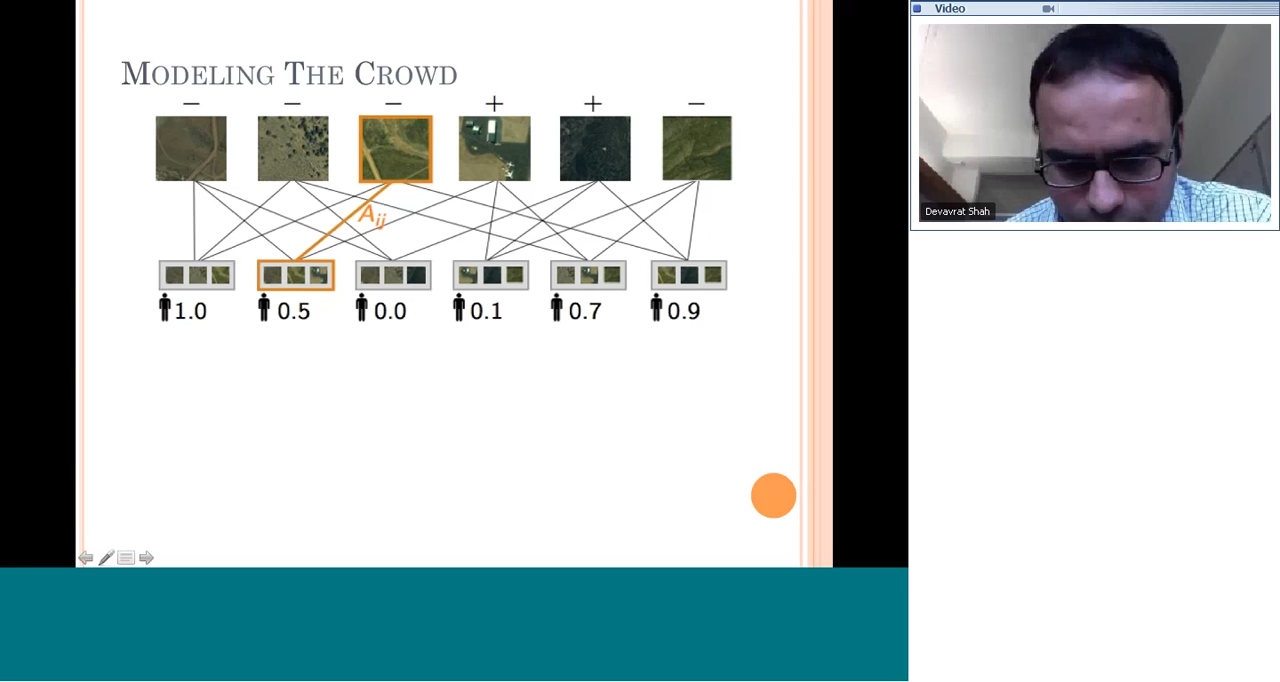 Video
MODELING THE CROWD
− − − + + −
Devavrat Shah
Aij
1.0 0.5 0.0 0.1 0.7 0.9